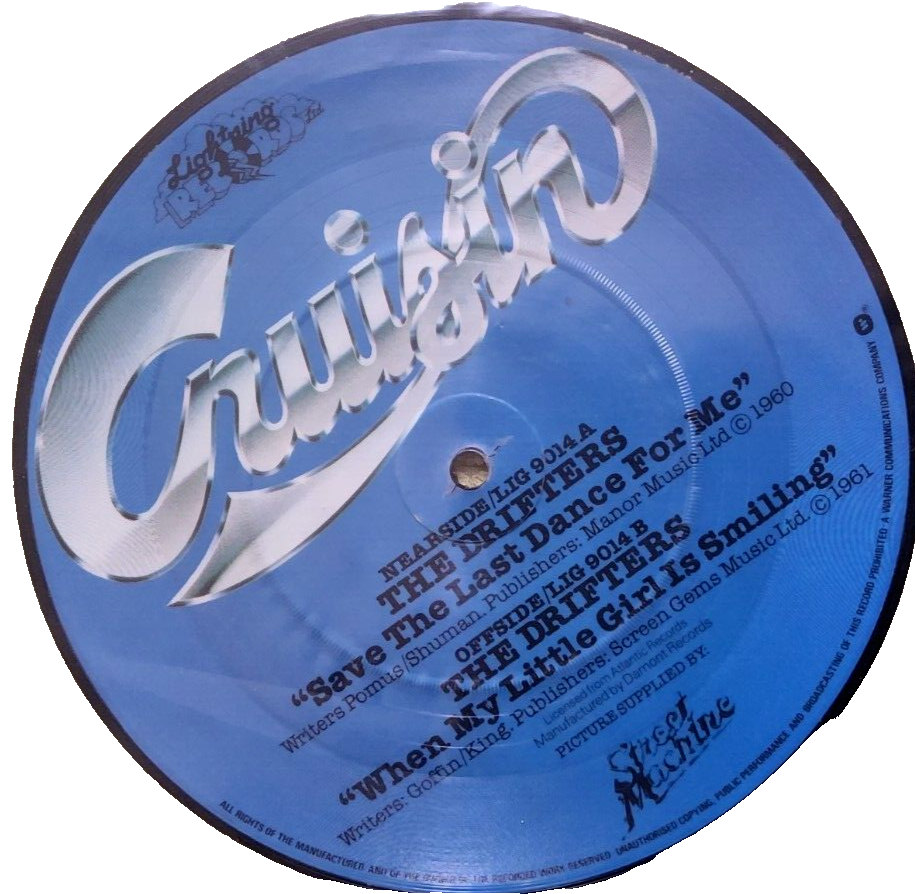 Lightning
RECORDS Ltd
Cruisin
NEARSIDE/LIG 9014 A
THE DRIFTERS
“Save The Last Dance For Me”
Writers Pomus/Shuman. Publishers: Manor Music Ltd © 1960
OFFSIDE/LIG 9014 B
THE DRIFTERS
“When My Little Girl Is Smiling”
Writers: Goffin/King. Publishers: Screen Gems Music Ltd. © 1961
Licensed from Atlantic Records
Manufactured by Damont Records
PICTURE SUPPLIED BY:
Street
Machine
ALL RIGHTS OF THE MANUFACTURER AND OF THE OWNER OF THE RECORDED WORK RESERVED UNAUTHORISED COPYING, PUBLIC PERFORMANCE AND BROADCASTING OF THIS RECORD PROHIBITED A WARNER COMMUNICATIONS COMPANY ®